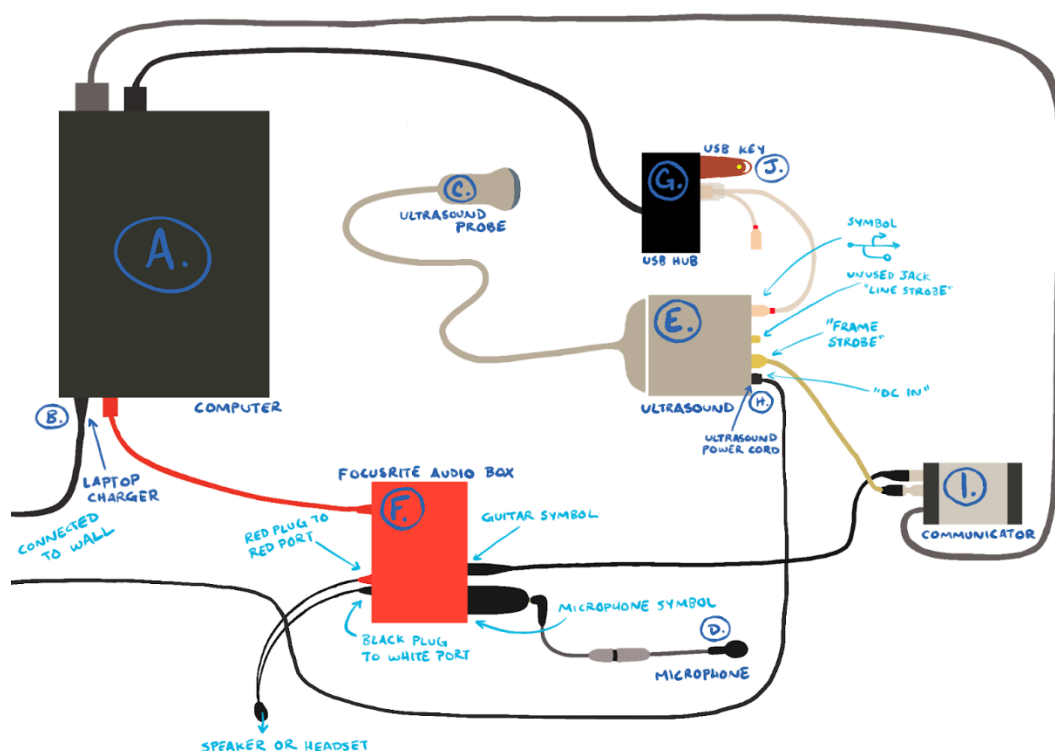 A.
COMPUTER
B.
LAPTOP
CHARGER
CONNECTED
TO WALL
C.
ULTRASOUND
PROBE
USB KEY
J.
G.
USB HUB
SYMBOL
UNUSED JACK
"LINE STROBE"
"FRAME
STROBE"
"DC IN"
E.
ULTRASOUND
H.
ULTRASOUND
POWER CORD
I.
COMMUNICATOR
FOCUSRITE AUDIO BOX
F.
RED PLUG TO
RED PORT
GUITAR SYMBOL
BLACK PLUG
TO WHITE PORT
MICROPHONE SYMBOL
D.
MICROPHONE
SPEAKER OR HEADSET